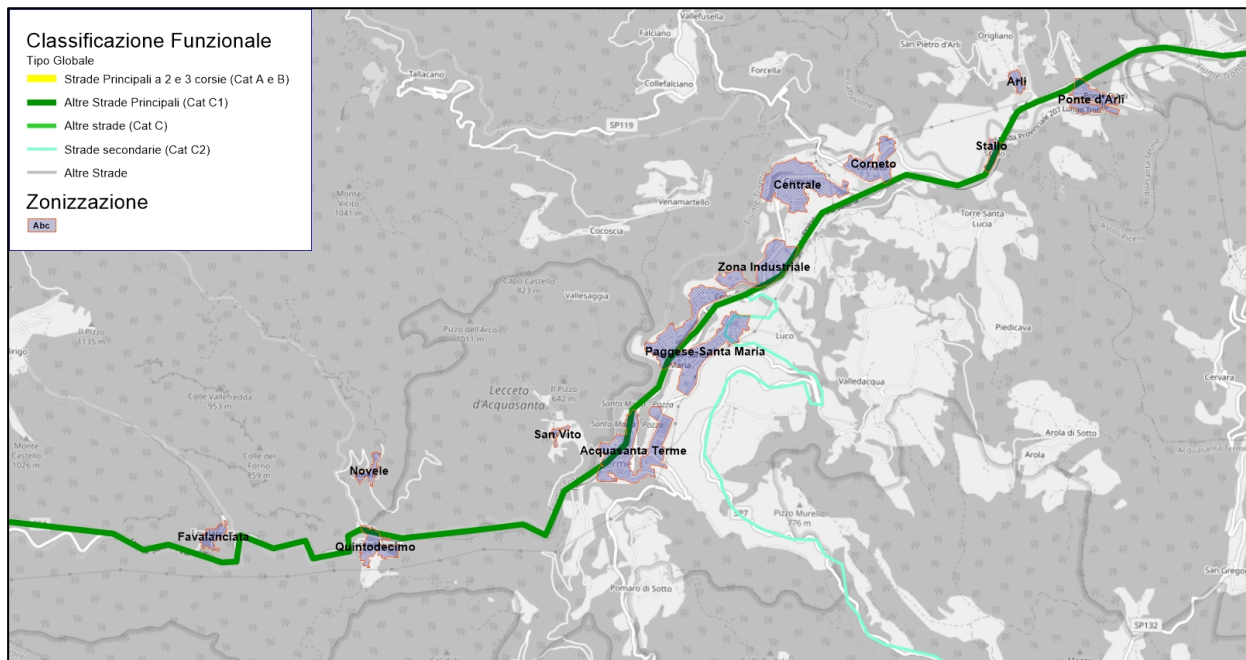 Classificazione Funzionale
Tipo Globale
Strade Principali a 2 e 3 corsie (Cat A e B)
Altre Strade Principali (Cat C1)
Altre strade (Cat C)
Strade secondarie (Cat C2)
Altre Strade
Zonizzazione
Abc
Vallefusella
Falciano
Tallacano
Collefalciano
Forcella
San Pietro d'Arli
Origliano
Arli
Ponte d'Arli
SP119
Stallo
Corneto
Centrale
Monte
Vicito
1041 m
Venamartello
Cocoscia
Torre Santa
Lucia
Zona Industriale
Capo Castello
823 m
Vallesaggia
Il Pizzo
1135 m
Pizzo dell'Arco
1011 m
Luco
Piedicava
Paggese-Santa Maria
Valledacqua
Cervara
Lecceto
d'Acquasanta
Il Pizzo
642 m
Colle Vallefredda
953 m
San Vito
Acquasanta Terme
Arola di Sotto
Arola
Monte
Castello
1026 m
Colle del
Forno
859 m
Novele
Pizzo Murello
776 m
SP7
Favalanciata
Quintodecimo
Pomaro di Sotto
San Gregorio
SP132